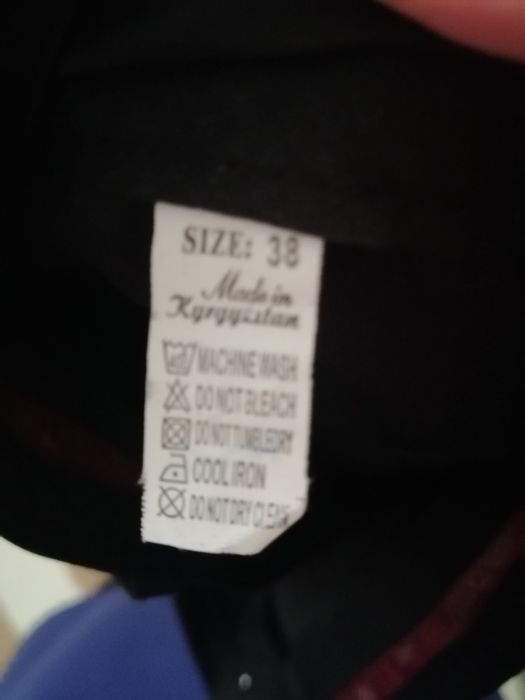 SIZE: 38
Made in
Kyrgyzstan
MACHINE WASH
DO NOT BLEACH
DO NOT TUMBLE DRY
COOL IRON
DO NOT DRY CLEAN